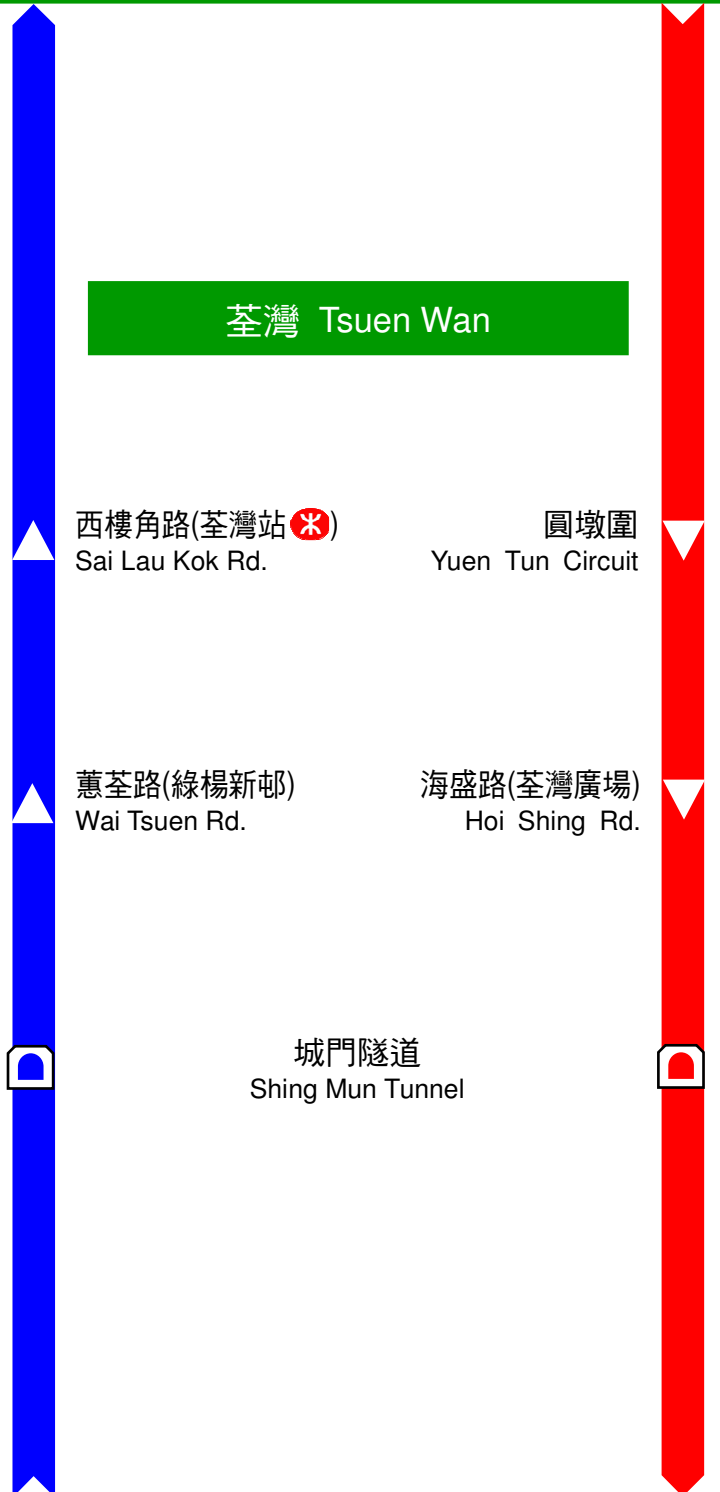 荃灣 Tsuen Wan
西樓角路(荃灣站)
Sai Lau Kok Rd.
圓墩圍
Yuen Tun Circuit
蕙荃路(綠楊新邨)
Wai Tsuen Rd.
海盛路(荃灣廣場)
Hoi Shing Rd.
城門隧道
Shing Mun Tunnel